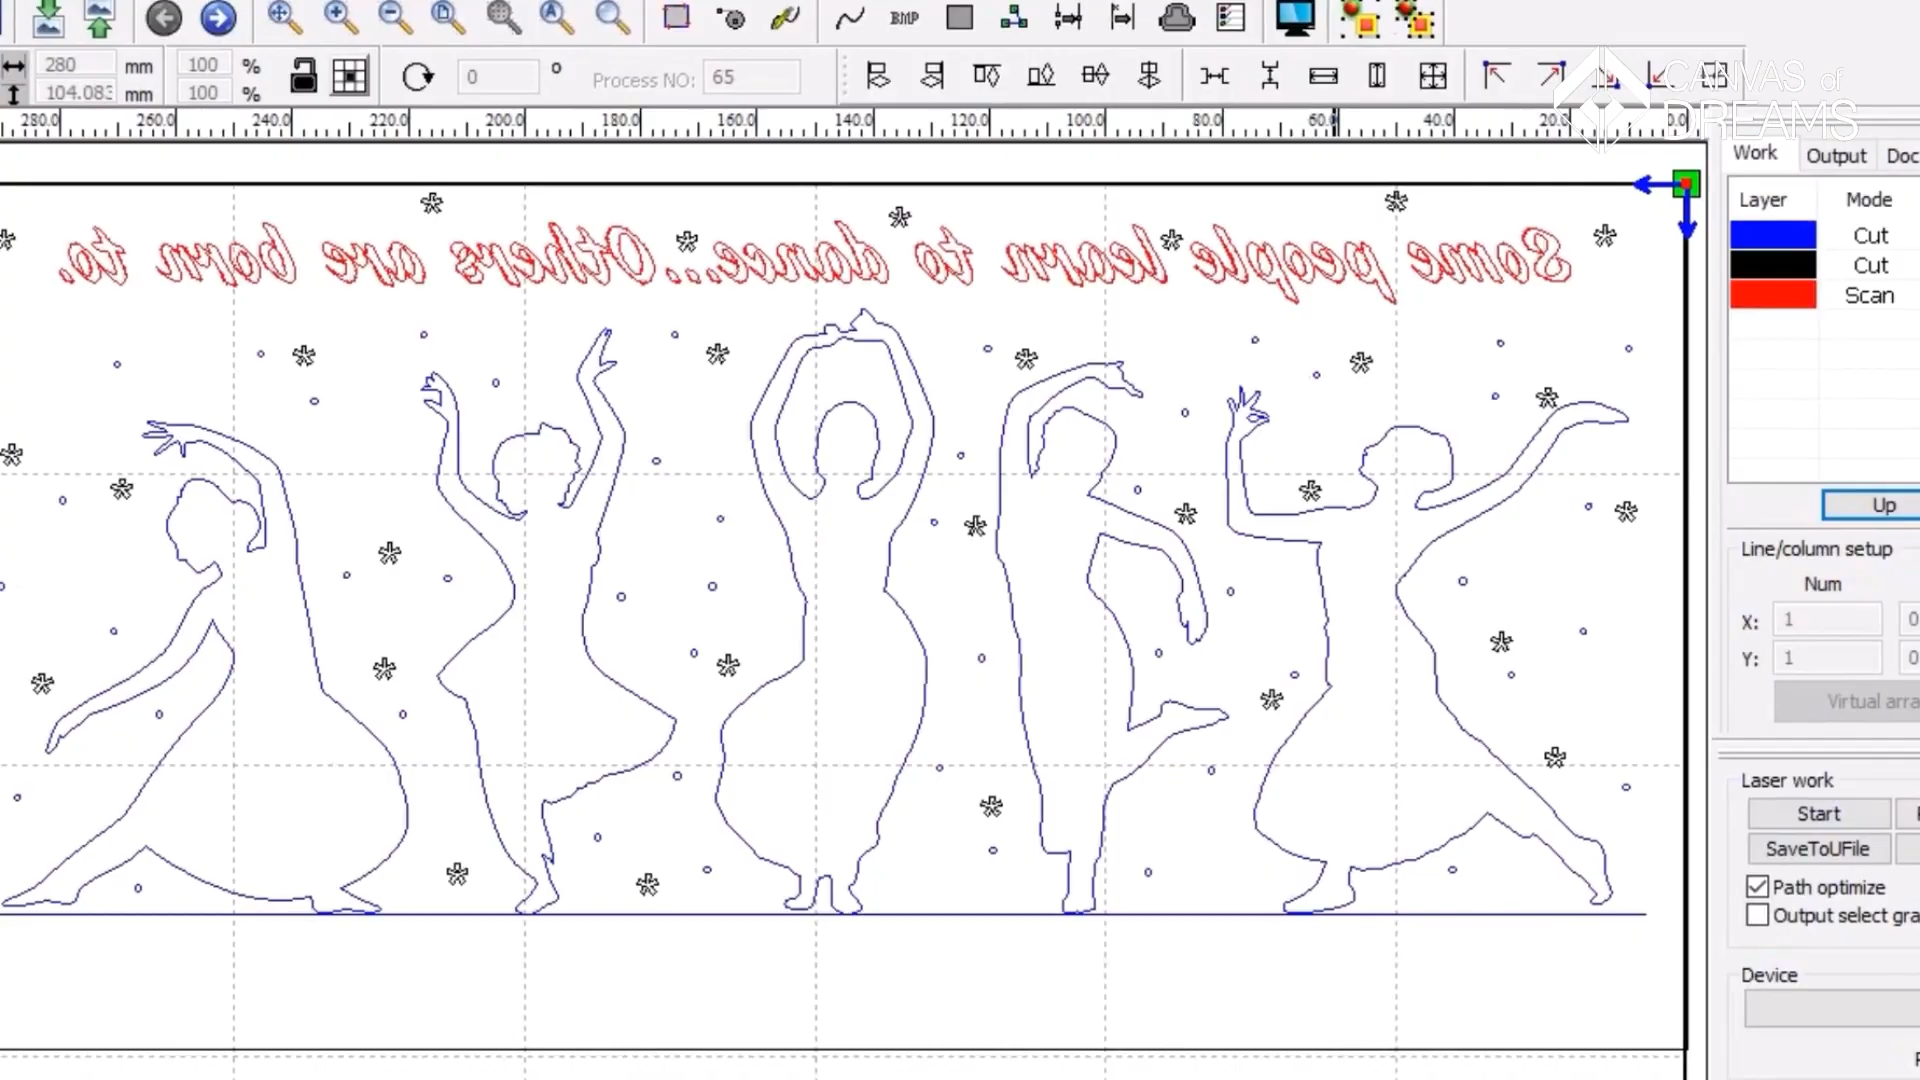 BMP
280 mm 100 %
104.083 mm 100 %
0 ° Process NO: 65
CANVAS of
DREAMS
280.0 260.0 240.0 220.0 200.0 180.0 160.0 140.0 120.0 100.0 80.0 60.0 40.0 20.0 0.0
Work Output Doc
Layer Mode
Cut
Cut
Scan
Some people learn to dance...Others are born to.
Up
Line/column setup
Num
X: 1 0
Y: 1 0
Virtual arra
Laser work
Start
SaveToUFile
Path optimize
Output select gra
Device